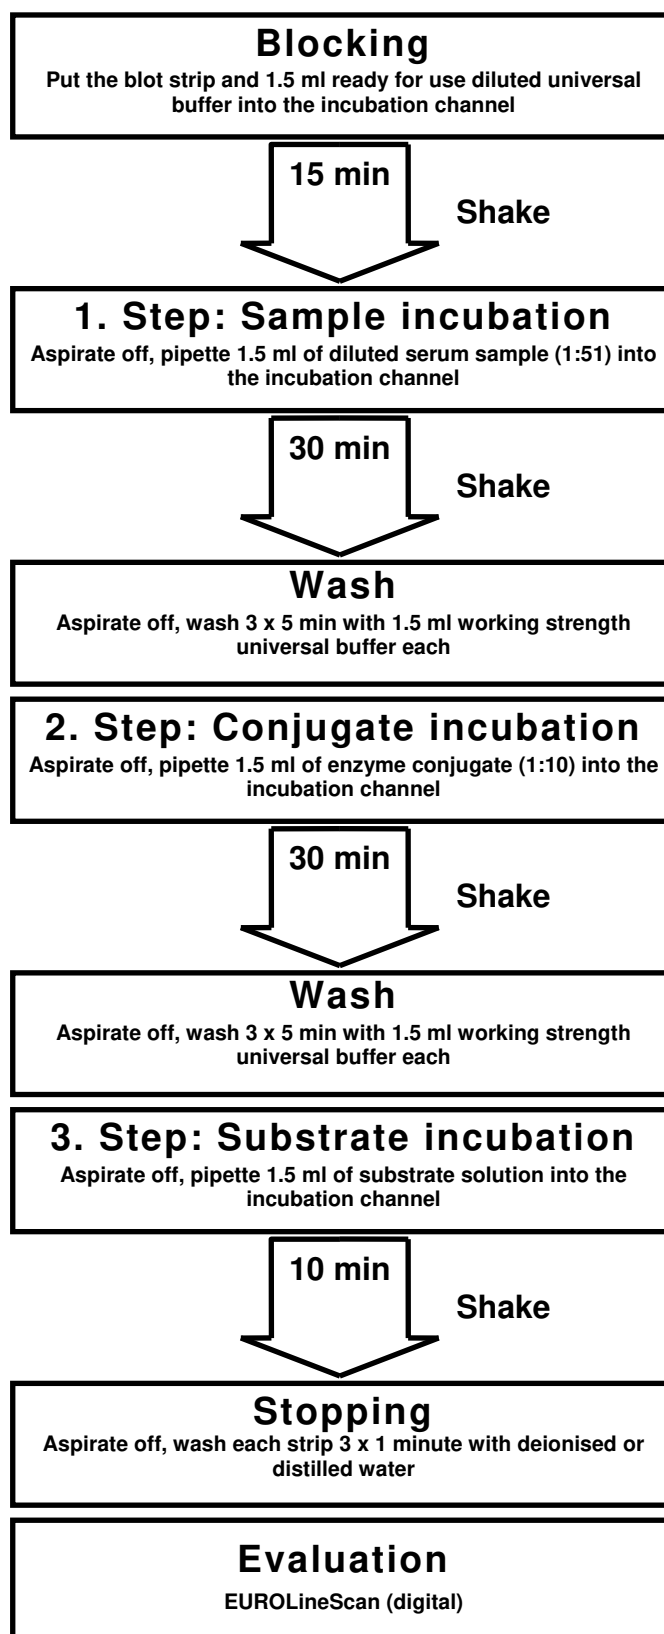 Blocking
Put the blot strip and 1.5 ml ready for use diluted universal
buffer into the incubation channel
15 min
Shake
1. Step: Sample incubation
Aspirate off, pipette 1.5 ml of diluted serum sample (1:51) into
the incubation channel
30 min
Shake
Wash
Aspirate off, wash 3 x 5 min with 1.5 ml working strength
universal buffer each
2. Step: Conjugate incubation
Aspirate off, pipette 1.5 ml of enzyme conjugate (1:10) into the
incubation channel
30 min
Shake
Wash
Aspirate off, wash 3 x 5 min with 1.5 ml working strength
universal buffer each
3. Step: Substrate incubation
Aspirate off, pipette 1.5 ml of substrate solution into the
incubation channel
10 min
Shake
Stopping
Aspirate off, wash each strip 3 x 1 minute with deionised or
distilled water
Evaluation
EUROLineScan (digital)